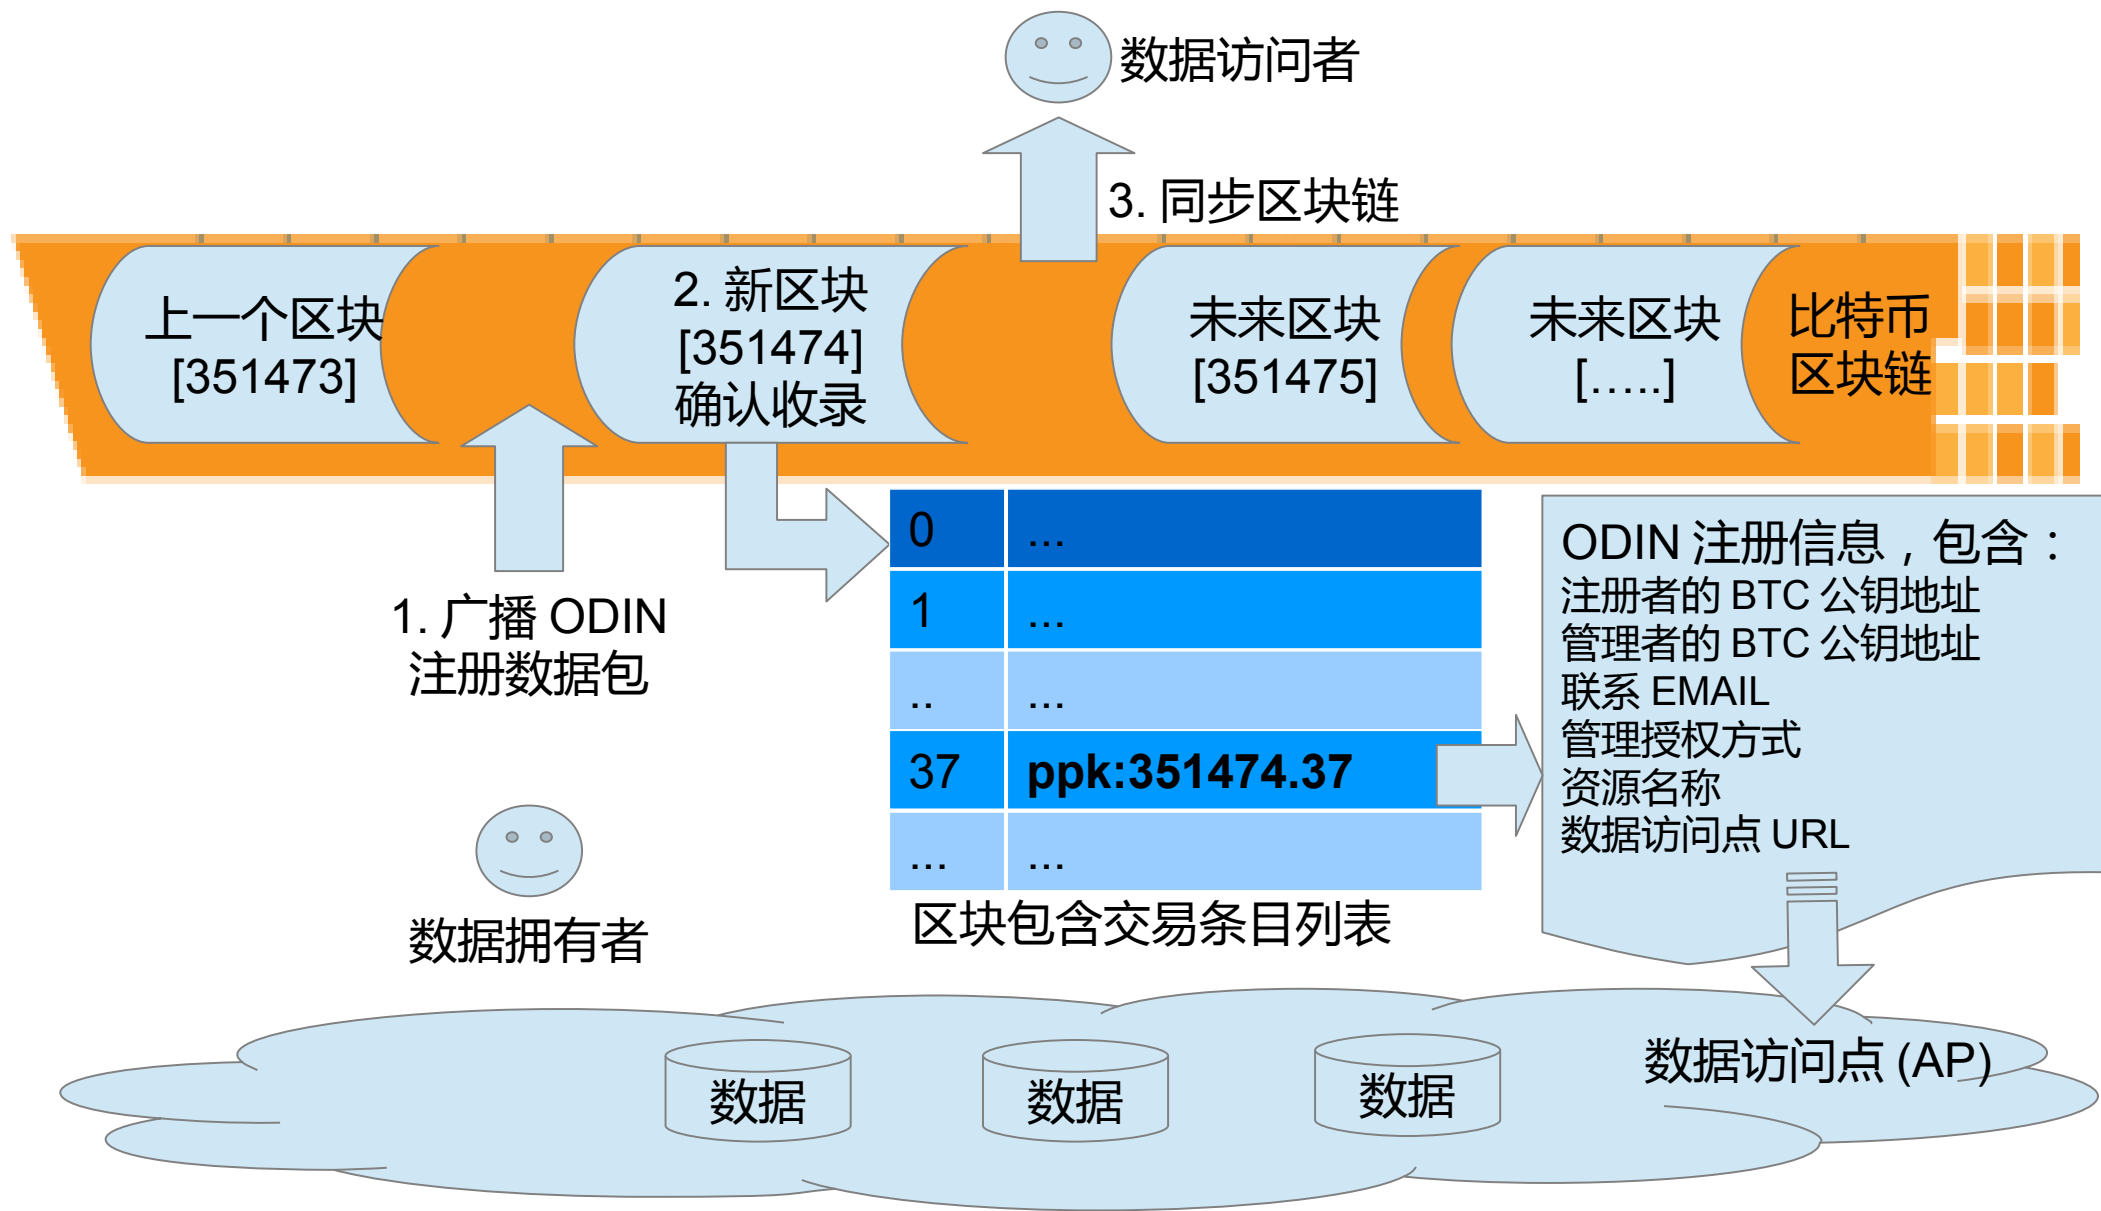 数据访问者
3. 同步区块链
上一个区块
[351473]
2. 新区块
[351474]
确认收录
未来区块
[351475]
未来区块
[…..]
比特币
区块链
1. 广播 ODIN
注册数据包
0 ...
1 ...
.. ...
37 ppk:351474.37
... ...
区块包含交易条目列表
ODIN 注册信息，包含：
注册者的 BTC 公钥地址
管理者的 BTC 公钥地址
联系 EMAIL
管理授权方式
资源名称
数据访问点 URL
数据拥有者
数据访问点 (AP)
数据
数据
数据